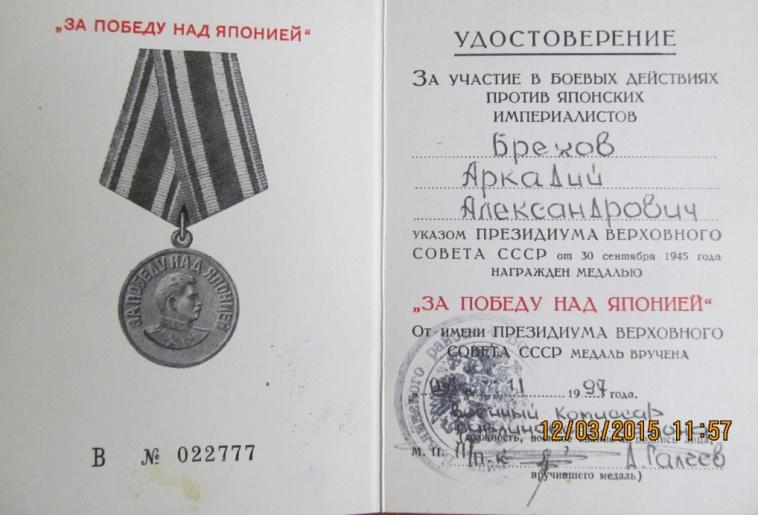 „ЗА ПОБЕДУ НАД ЯПОНИЕЙ“
ЗА ПОБЕДУ НАД ЯПОНИЕЙ
В № 022777
УДОСТОВЕРЕНИЕ
ЗА УЧАСТИЕ В БОЕВЫХ ДЕЙСТВИЯХ
ПРОТИВ ЯПОНСКИХ
ИМПЕРИАЛИСТОВ
Брехов
Аркадий
Александрович
УКАЗОМ ПРЕЗИДИУМА ВЕРХОВНОГО
СОВЕТА СССР от 30 сентября 1945 года
НАГРАЖДЕН МЕДАЛЬЮ
„ЗА ПОБЕДУ НАД ЯПОНИЕЙ“
От имени ПРЕЗИДИУМА ВЕРХОВНОГО
СОВЕТА СССР МЕДАЛЬ ВРУЧЕНА
11 1997 года.
Военный комиссар
12/03/2015 11:57
(должность,
М. П. П/п-к А Галеев
вручившего медаль)